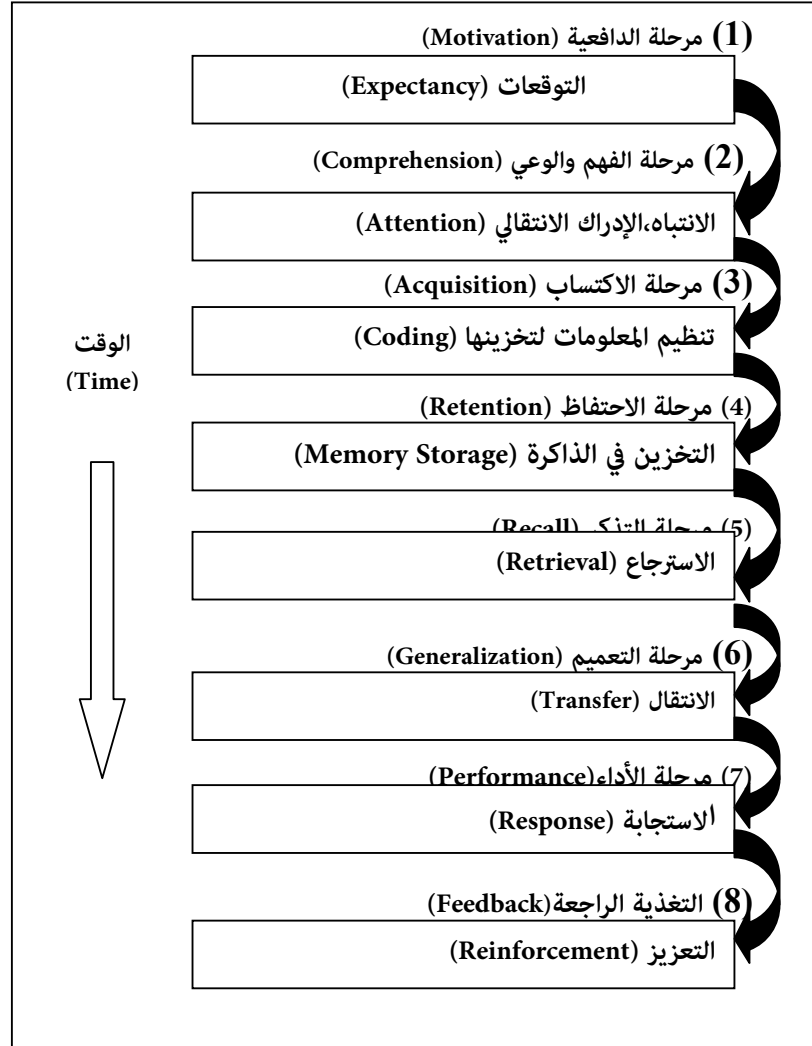 (1) مرحلة الدافعية (Motivation)
التوقعات (Expectancy)
(2) مرحلة الفهم والوعي (Comprehension)
الانتباه،الإدراك الانتقالي (Attention)
(3) مرحلة الاكتساب (Acquisition)
تنظيم المعلومات لتخزينها (Coding)
الوقت
(Time)
(4) مرحلة الاحتفاظ (Retention)
التخزين في الذاكرة (Memory Storage)
(5) مرحلة التذكر (Recall)
الاسترجاع (Retrieval)
(6) مرحلة التعميم (Generalization)
الانتقال (Transfer)
(7) مرحلة الأداء(Performance)
ألاستجابة (Response)
(8) التغذية الراجعة(Feedback)
التعزيز (Reinforcement)